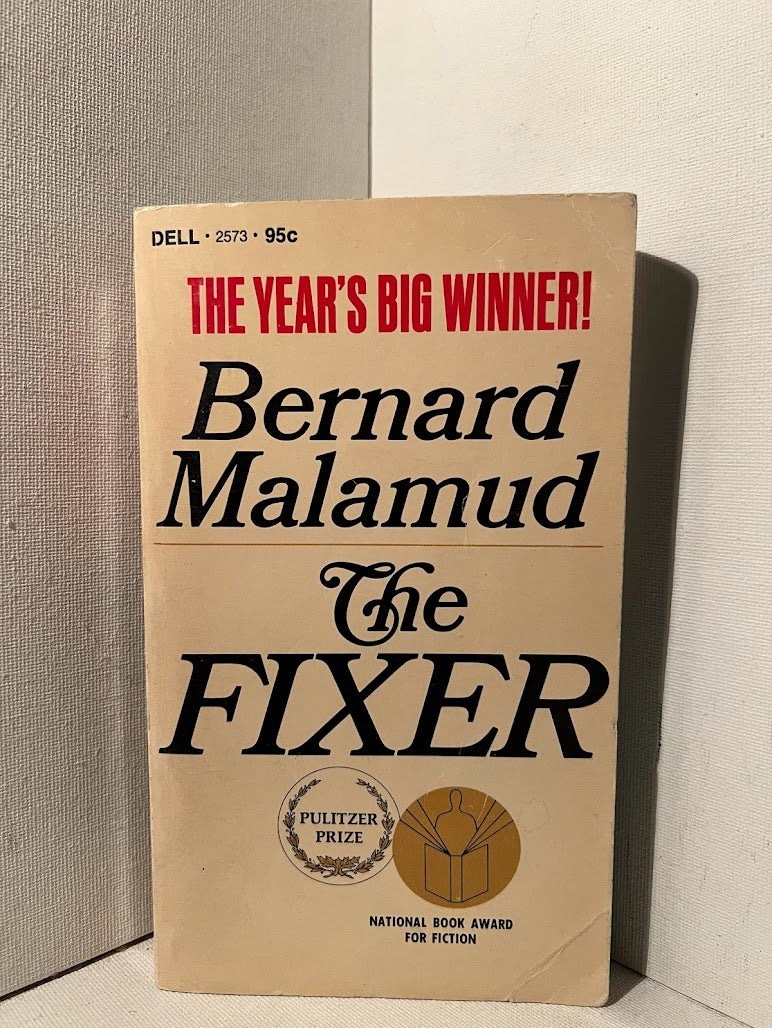 DELL • 2573 • 95c
THE YEAR'S BIG WINNER!
Bernard
Malamud
The
FIXER
PULITZER
PRIZE
NATIONAL BOOK AWARD
FOR FICTION